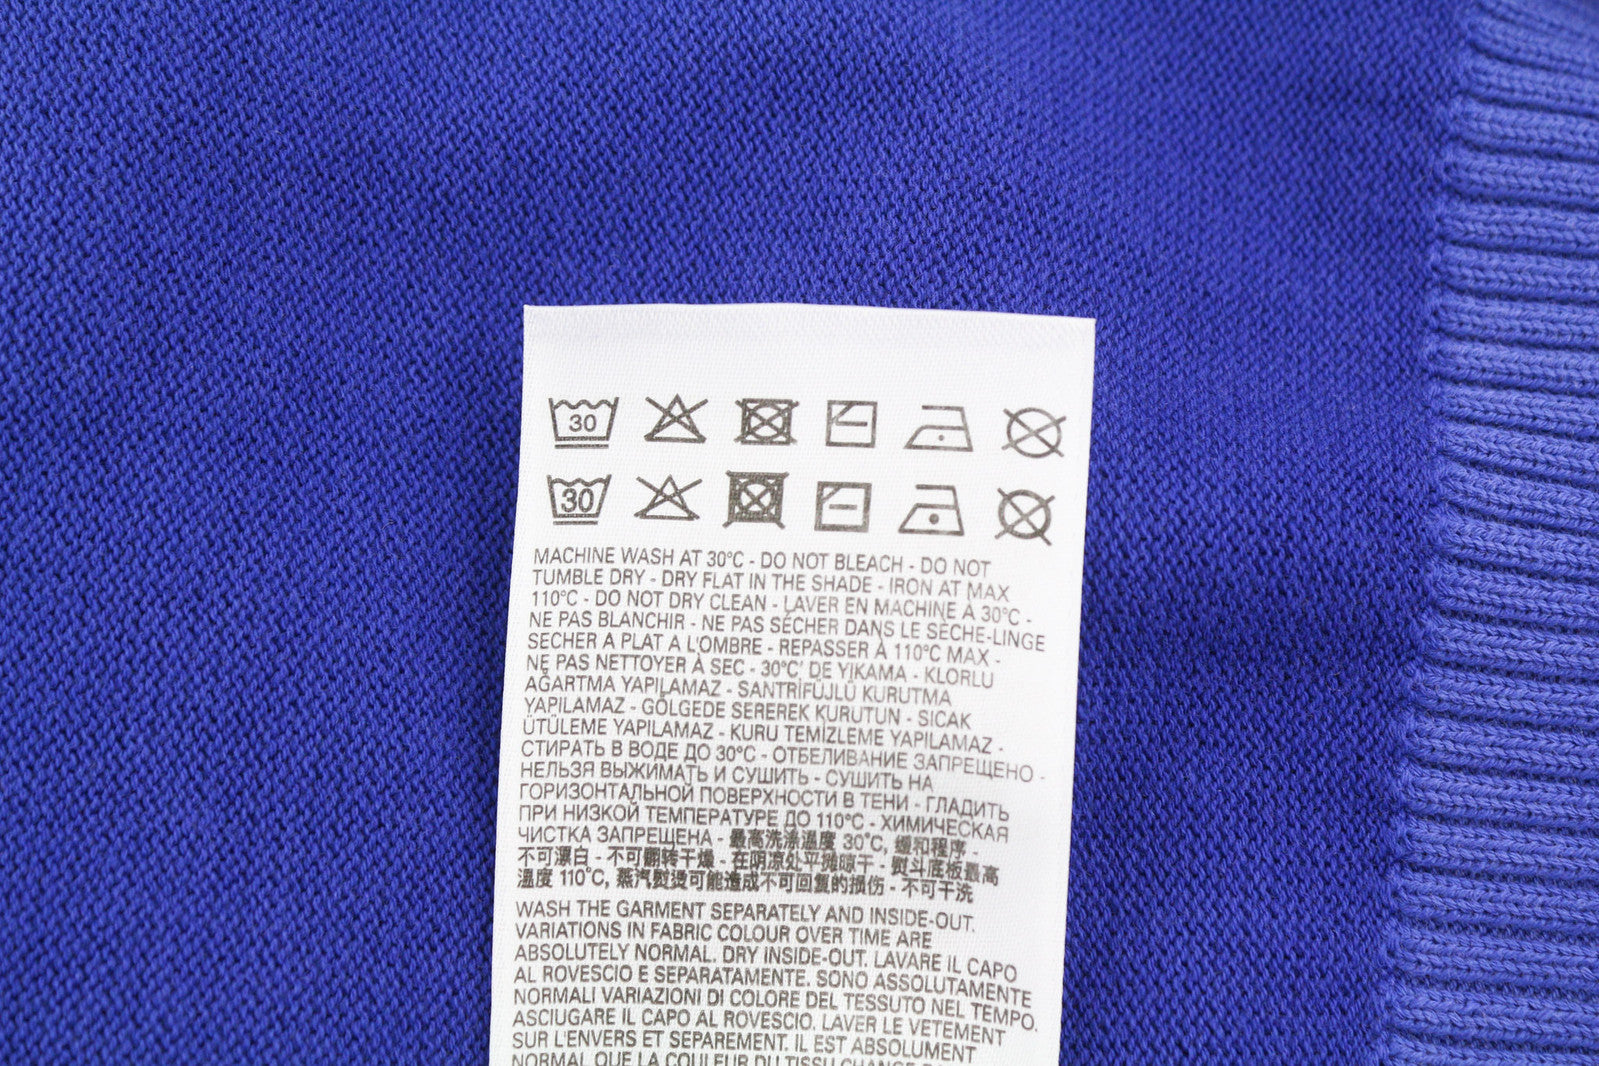 30
30
MACHINE WASH AT 30°C - DO NOT BLEACH - DO NOT
TUMBLE DRY - DRY FLAT IN THE SHADE - IRON AT MAX
110°C - DO NOT DRY CLEAN - LAVER EN MACHINE À 30°C -
NE PAS BLANCHIR - NE PAS SÉCHER DANS LE SÈCHE-LINGE
SECHER A PLAT A L'OMBRE - REPASSER À 110°C MAX -
NE PAS NETTOYER À SEC - 30°C' DE YIKAMA - KLORLU
AĞARTMA YAPILAMAZ - SANTRİFÜJLÜ KURUTMA
YAPILAMAZ - GÖLGEDE SEREREK KURUTUN - SICAK
ÜTÜLEME YAPILAMAZ - KURU TEMİZLEME YAPILAMAZ -
СТИРАТЬ В ВОДЕ ДО 30°C - ОТБЕЛИВАНИЕ ЗАПРЕЩЕНО -
НЕЛЬЗЯ ВЫЖИМАТЬ И СУШИТЬ - СУШИТЬ НА
ГОРИЗОНТАЛЬНОЙ ПОВЕРХНОСТИ В ТЕНИ - ГЛАДИТЬ
ПРИ НИЗКОЙ ТЕМПЕРАТУРЕ ДО 110°C - ХИМИЧЕСКАЯ
ЧИСТКА ЗАПРЕЩЕНА - 最高洗涤温度 30°C, 缓和程序 -
不可漂白 - 不可翻转干燥 - 在阴凉处平摊晾干 - 熨斗底板最高
温度 110°C, 蒸汽熨烫可能造成不可回复的损伤 - 不可干洗
WASH THE GARMENT SEPARATELY AND INSIDE-OUT.
VARIATIONS IN FABRIC COLOUR OVER TIME ARE
ABSOLUTELY NORMAL. DRY INSIDE-OUT. LAVARE IL CAPO
AL ROVESCIO E SEPARATAMENTE. SONO ASSOLUTAMENTE
NORMALI VARIAZIONI DI COLORE DEL TESSUTO NEL TEMPO.
ASCIUGARE IL CAPO AL ROVESCIO. LAVER LE VETEMENT
SUR L'ENVERS ET SEPAREMENT. IL EST ABSOLUMENT
NORMAL QUE LA COULEUR DU TISSU CHANGE